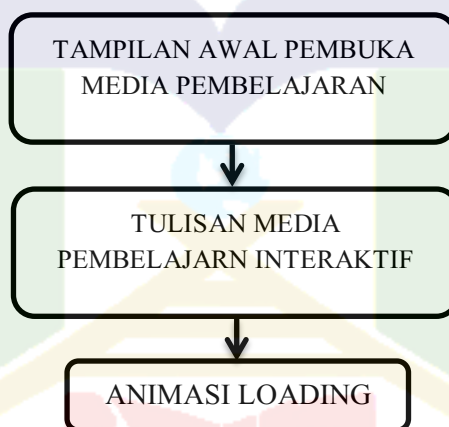 TAMPILAN AWAL PEMBUKA
MEDIA PEMBELAJARAN
TULISAN MEDIA
PEMBELAJARN INTERAKTIF
ANIMASI LOADING